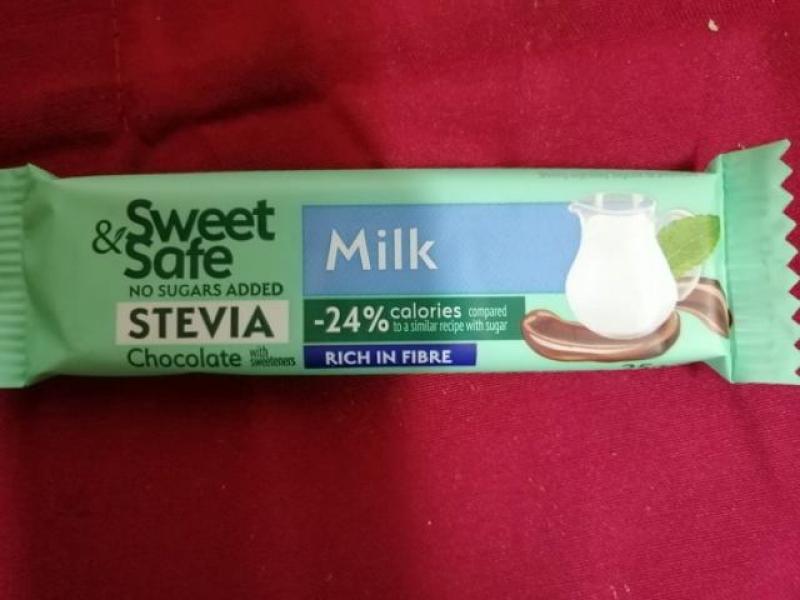 Sweet
& Safe
NO SUGARS ADDED
STEVIA
Chocolate with sweeteners
Milk
-24% calories compared
to a similar recipe with sugar
RICH IN FIBRE